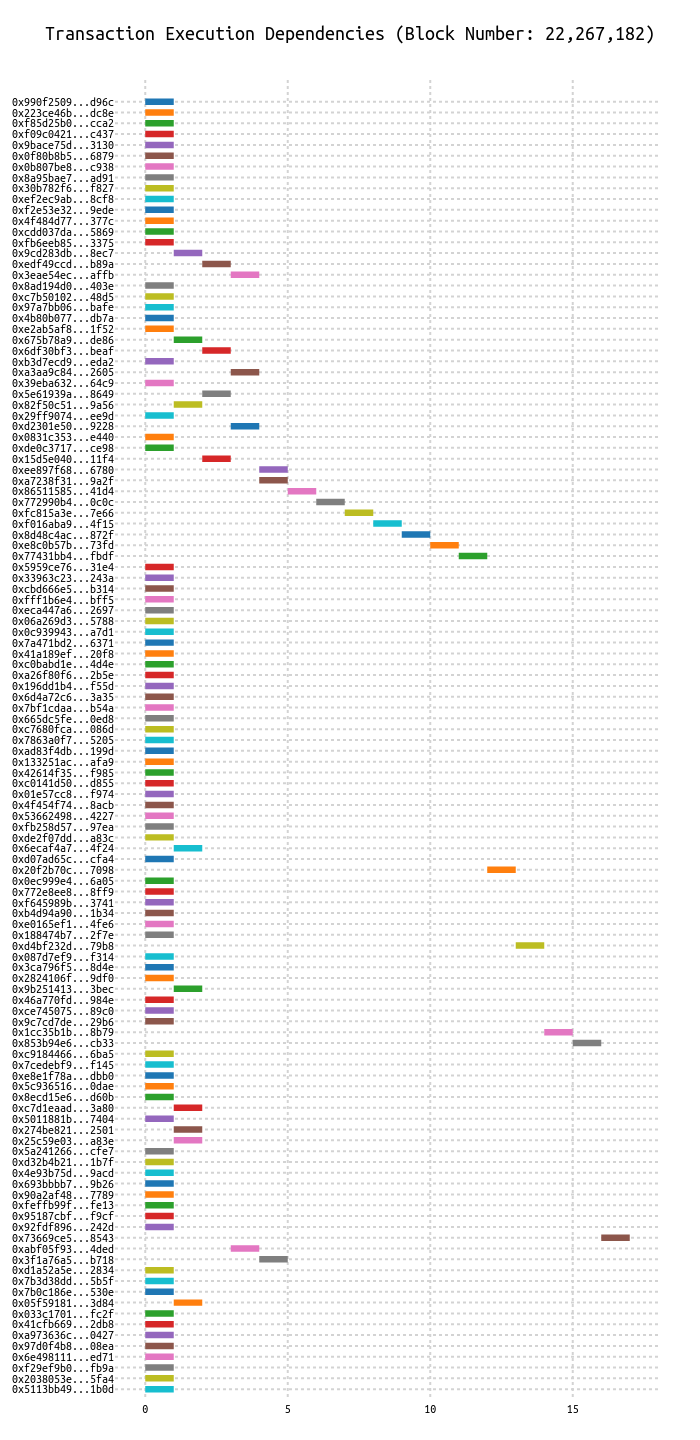 Transaction Execution Dependencies (Block Number: 22,267,182)
0x990f2509...d96c
0x223ce46b...dc8e
0xf85d25b0...cca2
0xf09c0421...c437
0x9bace75d...3130
0x0f80b8b5...6879
0x0b807be8...c938
0x8a95bae7...ad91
0x30b782f6...f827
0xef2ec9ab...8cf8
0xf2e53e32...9ede
0x4f484d77...377c
0xcdd037da...5869
0xfb6eeb85...3375
0x9cd283db...8ec7
0xedf49ccd...b89a
0x3eae54ec...affb
0x8ad194d0...403e
0xc7b50102...48d5
0x97a7bb06...bafe
0x4b80b077...db7a
0xe2ab5af8...1f52
0x675b78a9...de86
0x6df30bf3...beaf
0xb3d7ecd9...eda2
0xa3aa9c84...2605
0x39eba632...64c9
0x5e61939a...8649
0x82f50c51...9a56
0x29ff9074...ee9d
0xd2301e50...9228
0x0831c353...e440
0xde0c3717...ce98
0x15d5e040...11f4
0xee897f68...6780
0xa7238f31...9a2f
0x86511585...41d4
0x772990b4...0c0c
0xfc815a3e...7e66
0xf016aba9...4f15
0x8d48c4ac...872f
0xe8c0b57b...73fd
0x77431bb4...fbdf
0x5959ce76...31e4
0x33963c23...243a
0xcbd666e5...b314
0xfff1b6e4...bff5
0xeca447a6...2697
0x06a269d3...5788
0x0c939943...a7d1
0x7a471bd2...6371
0x41a189ef...20f8
0xc0babd1e...4d4e
0xa26f80f6...2b5e
0x196dd1b4...f55d
0x6d4a72c6...3a35
0x7bf1cdaa...b54a
0x665dc5fe...0ed8
0xc7680fca...086d
0x7863a0f7...5205
0xad83f4db...199d
0x133251ac...afa9
0x42614f35...f985
0xc0141d50...d855
0x01e57cc8...f974
0x4f454f74...8acb
0x53662498...4227
0xfb258d57...97ea
0xde2f07dd...a83c
0x6ecaf4a7...4f24
0xd07ad65c...cfa4
0x20f2b70c...7098
0x0ec999e4...6a05
0x772e8ee8...8ff9
0xf645989b...3741
0xb4d94a90...1b34
0xe0165ef1...4fe6
0x188474b7...2f7e
0xd4bf232d...79b8
0x087d7ef9...f314
0x3ca796f5...8d4e
0x2824106f...9df0
0x9b251413...3bec
0x46a770fd...984e
0xce745075...89c0
0x9c7cd7de...29b6
0x1cc35b1b...8b79
0x853b94e6...cb33
0xc9184466...6ba5
0x7cedebf9...f145
0xe8e1f78a...dbb0
0x5c936516...0dae
0x8ecd15e6...d60b
0xc7d1eaad...3a80
0x5011881b...7404
0x274be821...2501
0x25c59e03...a83e
0x5a241266...cfe7
0xd32b4b21...1b7f
0x4e93b75d...9acd
0x693bbbb7...9b26
0x90a2af48...7789
0xfeffb99f...fe13
0x95187cbf...f9cf
0x92fdf896...242d
0x73669ce5...8543
0xabf05f93...4ded
0x3f1a76a5...b718
0xd1a52a5e...2834
0x7b3d38dd...5b5f
0x7b0c186e...530e
0x05f59181...3d84
0x033c1701...fc2f
0x41cfb669...2db8
0xa973636c...0427
0x97d0f4b8...08ea
0x6e498111...ed71
0xf29ef9b0...fb9a
0x2038053e...5fa4
0x5113bb49...1b0d
0 5 10 15